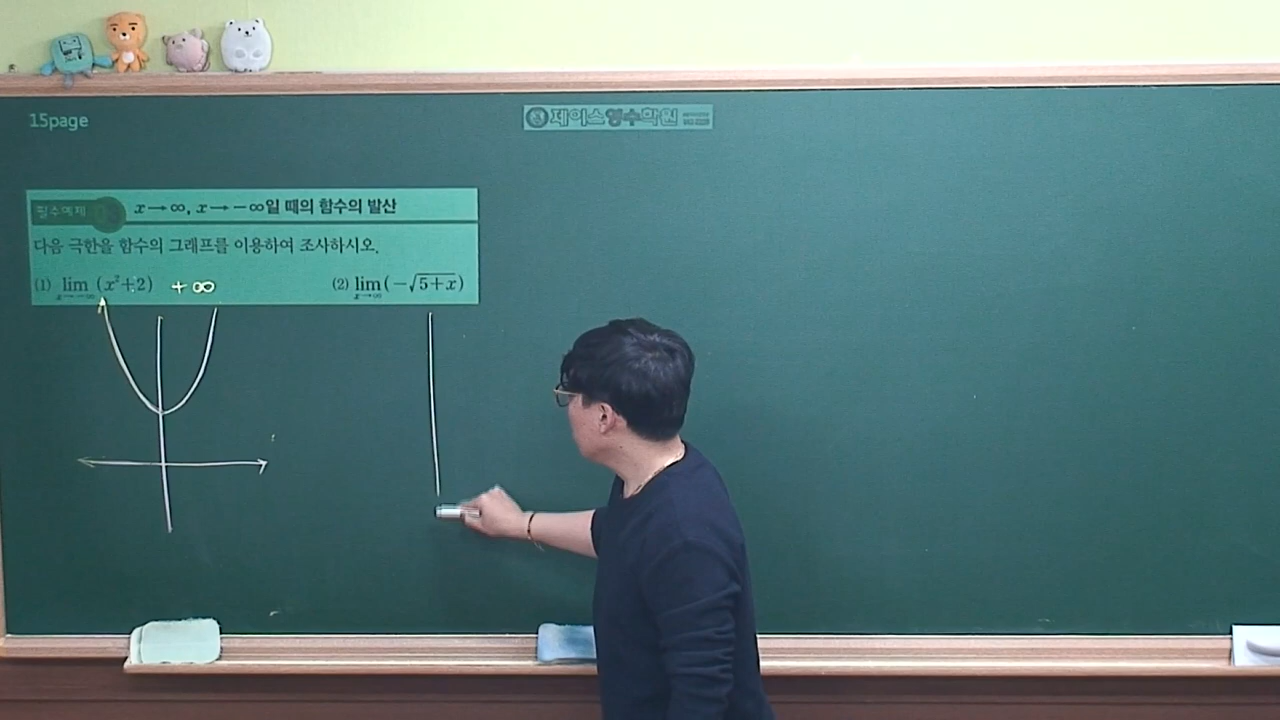 15page
제이스영수학원
필수예제 03 x→∞, x→-∞일 때의 함수의 발산
다음 극한을 함수의 그래프를 이용하여 조사하시오.
(1) lim x→-∞ (x²+2) +∞ (2) lim x→∞ (-√5+x)